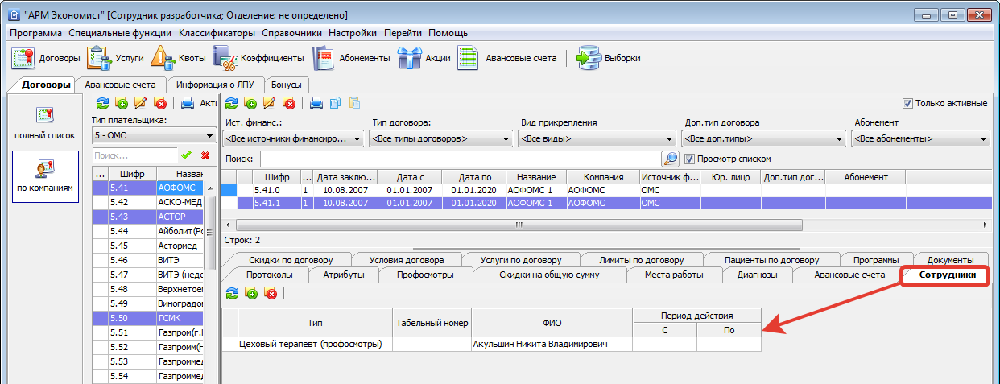 "АРМ Экономист" [Сотрудник разработчика; Отделение: не определено]
Программа Специальные функции Классификаторы Справочники Настройки Перейти Помощь
Договоры Услуги Квоты Коэффициенты Абонементы Акции Авансовые счета Выборки
Договоры Авансовые счета Информация о ЛПУ Бонусы
полный список
по компаниям
Акти
Тип плательщика:
5 - ОМС
Поиск...
... Шифр Назван
5.41 АОФОМС
5.42 АСКО-МЕД
5.43 АСТОР
5.44 Айболит(Ро
5.45 Астормед
5.46 ВИТЭ
5.47 ВИТЭ (неде
5.48 Верхнетоем
5.49 Виноградов
5.50 ГСМК
5.51 Газпром(г.
5.52 Газпромм(Н
5.53 Газпроммед
5.54 Газпроммед
Только активные
Ист. финанс.: Тип договора: Вид прикрепления Доп.тип договора Абонемент
<Все источники финансиро... <Все типы договоров> <Все виды> <Все доп.типы> <Все абонементы>
Поиск: Просмотр списком
Шифр ... Дата заклю... Дата с Дата по Название Компания Источник ф... Юр. лицо Доп.тип дог... Абонемент
5.41.0 1 10.08.2007 01.01.2007 01.01.2020 АОФОМС 1 АОФОМС ОМС
5.41.1 1 10.08.2007 01.01.2007 01.01.2020 АОФОМС 1 АОФОМС ОМС
Строк: 2
Скидки по договору Условия договора Услуги по договору Лимиты по договору Пациенты по договору Программы Документы
Протоколы Атрибуты Профосмотры Скидки на общую сумму Места работы Диагнозы Авансовые счета Сотрудники
Тип Табельный номер ФИО Период действия
С По
Цеховый терапевт (профосмотры) Акульшин Никита Владимирович